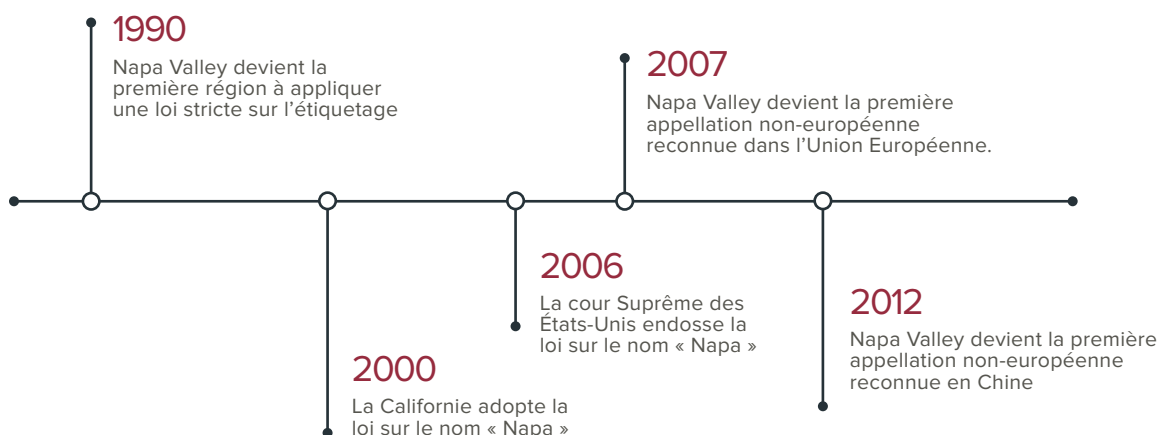 1990
Napa Valley devient la
première région à appliquer
une loi stricte sur l’étiquetage
2000
La Californie adopte la
loi sur le nom « Napa »
2006
La cour Suprême des
États-Unis endosse la
loi sur le nom « Napa »
2007
Napa Valley devient la première
appellation non-européenne
reconnue dans l’Union Européenne.
2012
Napa Valley devient la première
appellation non-européenne
reconnue en Chine